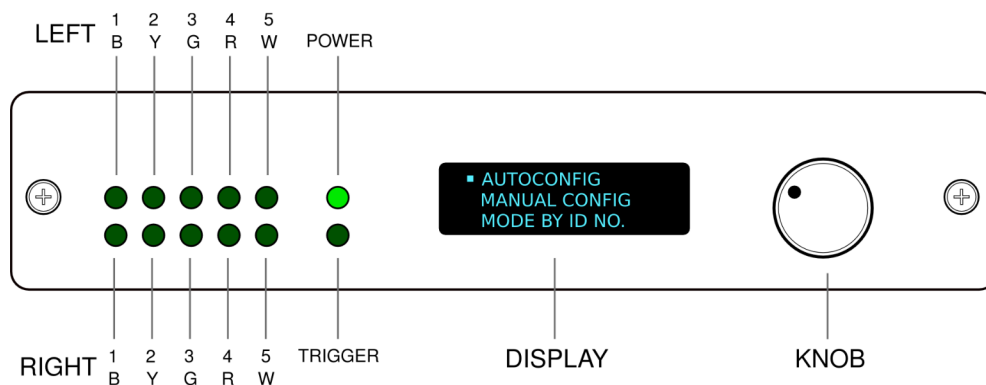 LEFT
1 2 3 4 5
B Y G R W
POWER
AUTOCONFIG
MANUAL CONFIG
MODE BY ID NO.
RIGHT
1 2 3 4 5
B Y G R W
TRIGGER
DISPLAY
KNOB